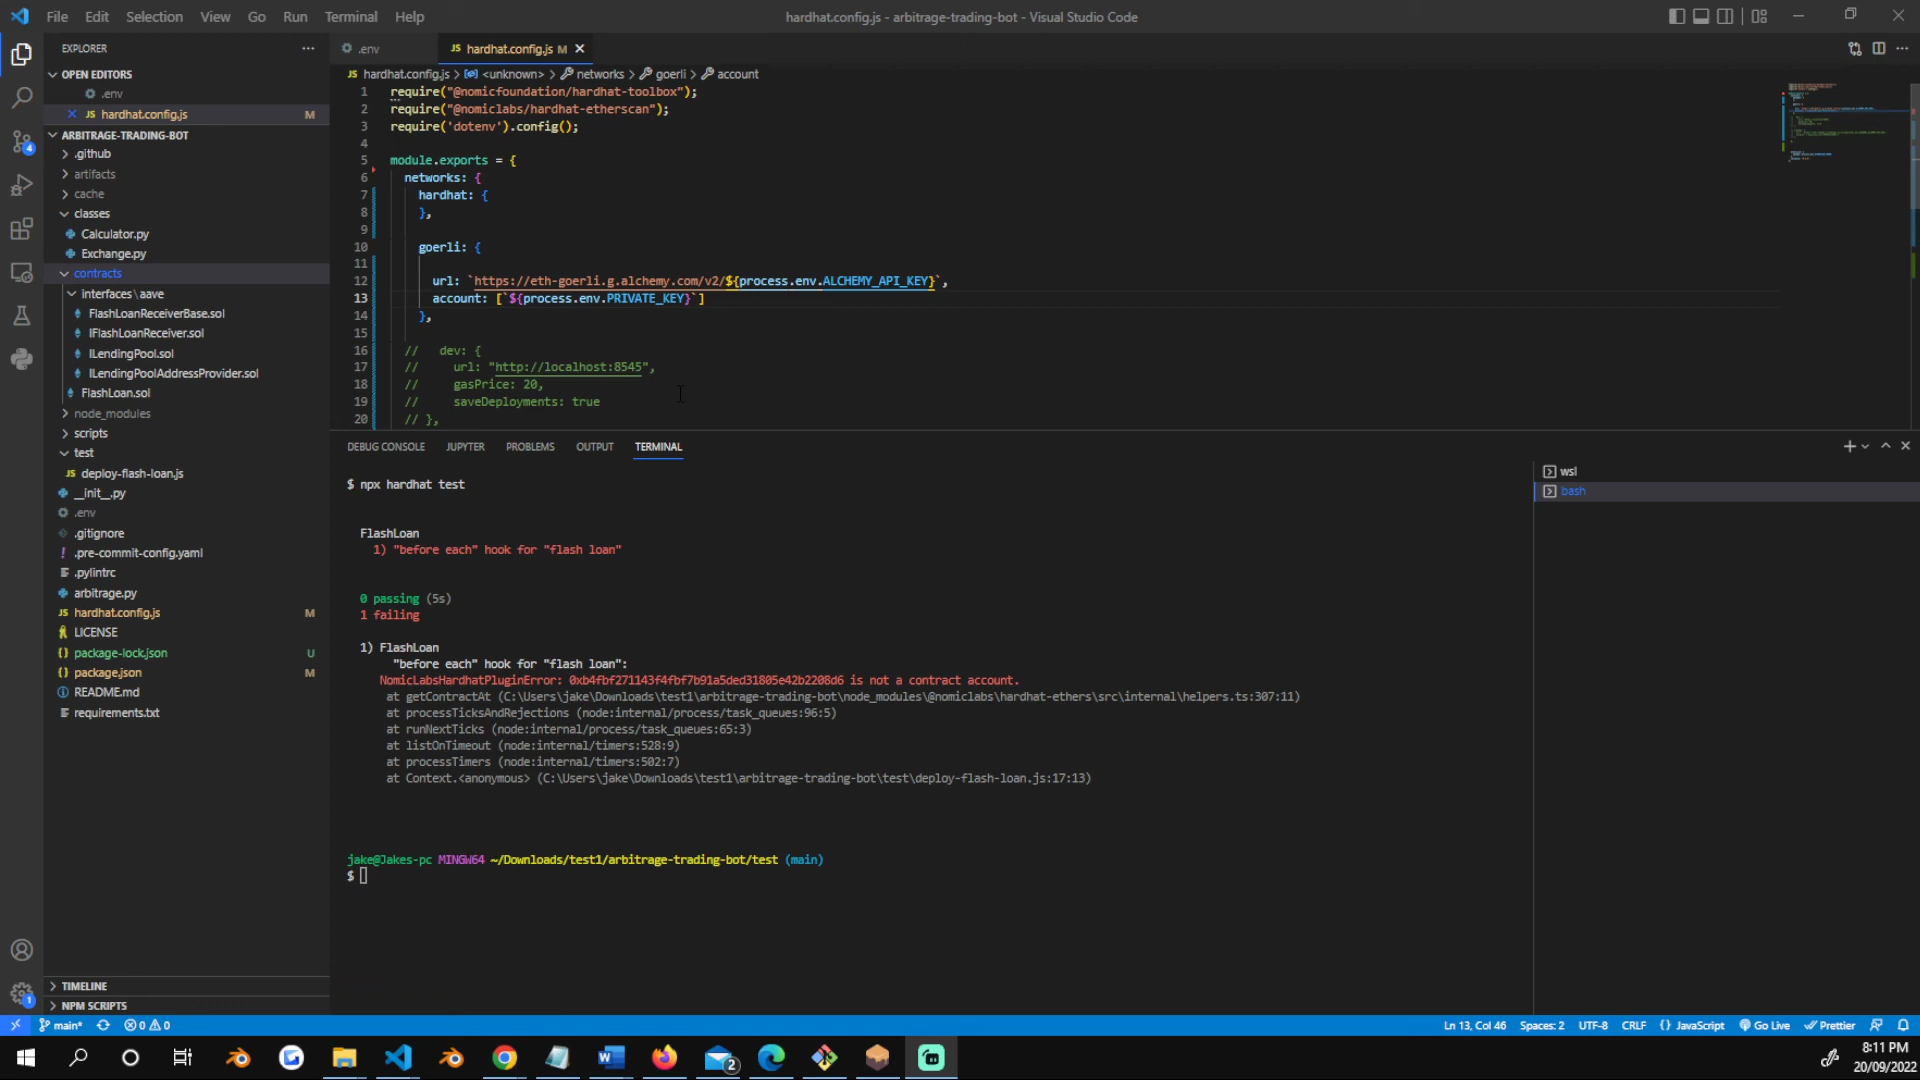 File Edit Selection View Go Run Terminal Help
hardhat.config.js - arbitrage-trading-bot - Visual Studio Code
EXPLORER
OPEN EDITORS
.env
JS hardhat.config.js M
ARBITRAGE-TRADING-BOT
.github
artifacts
cache
classes
Calculator.py
Exchange.py
contracts
interfaces\aave
FlashLoanReceiverBase.sol
IFlashLoanReceiver.sol
ILendingPool.sol
ILendingPoolAddressProvider.sol
FlashLoan.sol
node_modules
scripts
test
JS deploy-flash-loan.js
__init__.py
.env
.gitignore
! .pre-commit-config.yaml
.pylintrc
arbitrage.py
JS hardhat.config.js M
LICENSE
{} package-lock.json U
{} package.json M
README.md
requirements.txt
TIMELINE
NPM SCRIPTS
.env
JS hardhat.config.js M
JS hardhat.config.js > <unknown> > networks > goerli > account
1 require("@nomicfoundation/hardhat-toolbox");
2 require("@nomiclabs/hardhat-etherscan");
3 require('dotenv').config();
4
5 module.exports = {
6 networks: {
7 hardhat: {
8 },
9
10 goerli: {
11
12 url: `https://eth-goerli.g.alchemy.com/v2/${process.env.ALCHEMY_API_KEY}`,
13 account: [`${process.env.PRIVATE_KEY}`]
14 },
15
16 // dev: {
17 // url: "http://localhost:8545",
18 // gasPrice: 20,
19 // saveDeployments: true
20 // },
DEBUG CONSOLE JUPYTER PROBLEMS OUTPUT TERMINAL
wsl
bash
$ npx hardhat test
FlashLoan
1) "before each" hook for "flash loan"
0 passing (5s)
1 failing
1) FlashLoan
"before each" hook for "flash loan":
NomicLabsHardhatPluginError: 0xb4fbf271143f4fbf7b91a5ded31805e42b2208d6 is not a contract account.
at getContractAt (C:\Users\jake\Downloads\test1\arbitrage-trading-bot\node_modules\@nomiclabs\hardhat-ethers\src\internal\helpers.ts:307:11)
at processTicksAndRejections (node:internal/process/task_queues:96:5)
at runNextTicks (node:internal/process/task_queues:65:3)
at listOnTimeout (node:internal/timers:528:9)
at processTimers (node:internal/timers:502:7)
at Context.<anonymous> (C:\Users\jake\Downloads\test1\arbitrage-trading-bot\test\deploy-flash-loan.js:17:13)
jake@Jakes-pc MINGW64 ~/Downloads/test1/arbitrage-trading-bot/test (main)
$
main* 0 0
Ln 13, Col 46 Spaces: 2 UTF-8 CRLF {} JavaScript Go Live Prettier
8:11 PM
20/09/2022